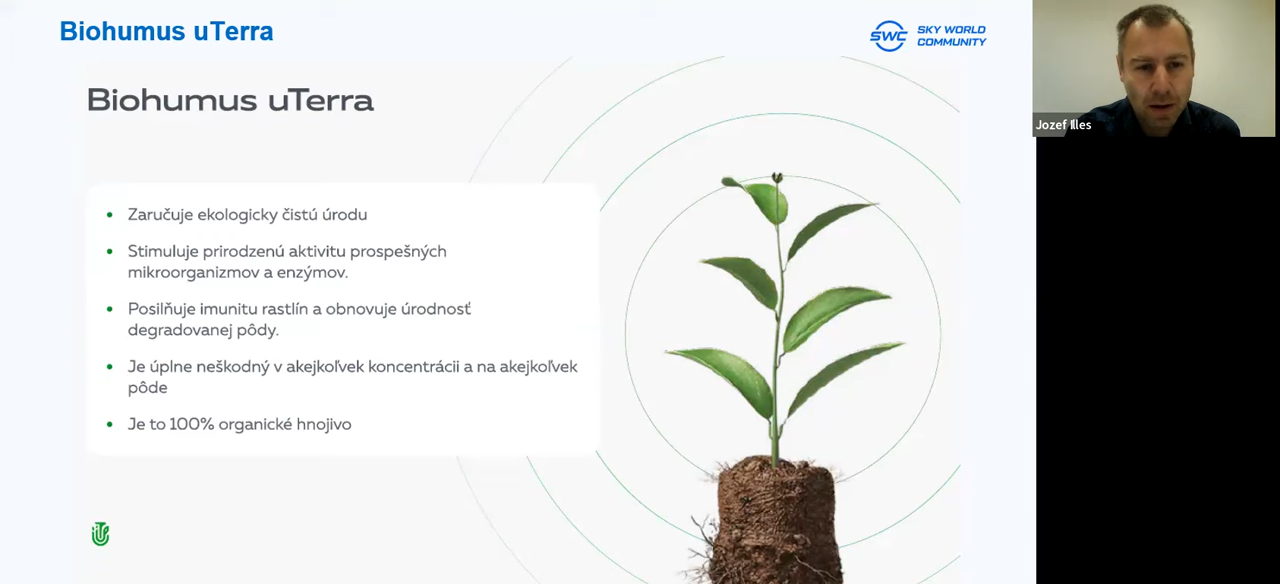 Biohumus uTerra
SWC
SKY WORLD
COMMUNITY
Jozef Illes
Biohumus uTerra
Zaručuje ekologicky čistú úrodu
Stimuluje prirodzenú aktivitu prospešných
mikroorganizmov a enzýmov.
Posilňuje imunitu rastlín a obnovuje úrodnosť
degradovanej pôdy.
Je úplne neškodný v akejkoľvek koncentrácii a na akejkoľvek
pôde
Je to 100% organické hnojivo